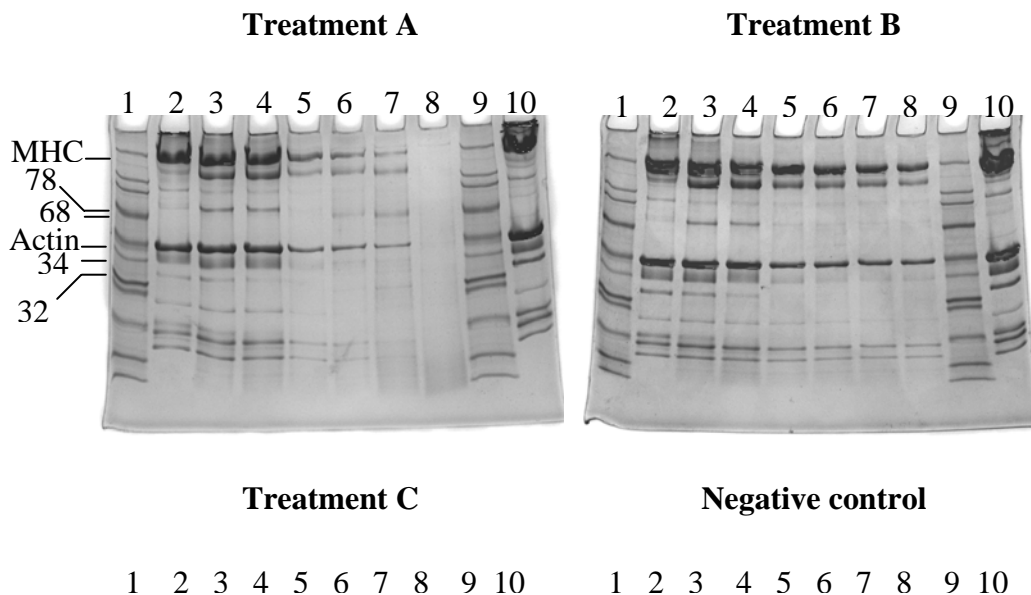 Treatment A
Treatment B
1 2 3 4 5 6 7 8 9 10
1 2 3 4 5 6 7 8 9 10
MHC
78
68
Actin
34
32
Treatment C
Negative control
1 2 3 4 5 6 7 8 9 10
1 2 3 4 5 6 7 8 9 10